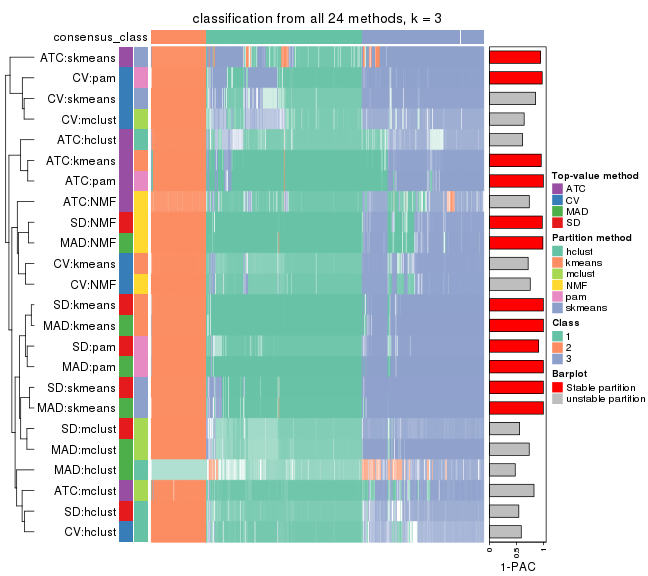 classification from all 24 methods, k = 3
consensus_class
ATC:skmeans
CV:pam
CV:skmeans
CV:mclust
ATC:hclust
ATC:kmeans
ATC:pam
ATC:NMF
SD:NMF
MAD:NMF
CV:kmeans
CV:NMF
SD:kmeans
MAD:kmeans
SD:pam
MAD:pam
SD:skmeans
MAD:skmeans
SD:mclust
MAD:mclust
MAD:hclust
ATC:mclust
SD:hclust
CV:hclust
0
0.5
1
1-PAC
Top-value method
ATC
CV
MAD
SD
Partition method
hclust
kmeans
mclust
NMF
pam
skmeans
Class
1
2
3
Barplot
Stable partition
unstable partition